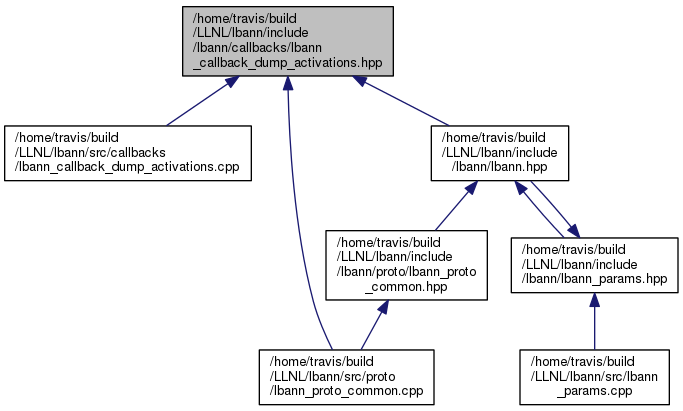 /home/travis/build
/LLNL/lbann/include
/lbann/callbacks/lbann
_callback_dump_activations.hpp
/home/travis/build
/LLNL/lbann/src/callbacks
/lbann_callback_dump_activations.cpp
/home/travis/build
/LLNL/lbann/include
/lbann/lbann.hpp
/home/travis/build
/LLNL/lbann/include
/lbann/proto/lbann_proto
_common.hpp
/home/travis/build
/LLNL/lbann/include
/lbann/lbann_params.hpp
/home/travis/build
/LLNL/lbann/src/proto
/lbann_proto_common.cpp
/home/travis/build
/LLNL/lbann/src/lbann
_params.cpp